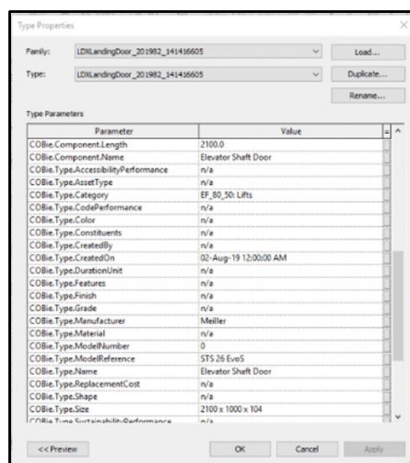 Type Properties
Family: LDXLandingDoor_201982_141416605 Load...
Type: LDXLandingDoor_201982_141416605 Duplicate...
Rename...
Type Parameters
Parameter Value =
COBie.Component.Length 2100.0
COBie.Component.Name Elevator Shaft Door
COBie.Type.AccessibilityPerformance n/a
COBie.Type.AssetType n/a
COBie.Type.Category EF_80_50: Lifts
COBie.Type.CodePerformance n/a
COBie.Type.Color n/a
COBie.Type.Constituents n/a
COBie.Type.CreatedBy n/a
COBie.Type.CreatedOn 02-Aug-19 12:00:00 AM
COBie.Type.DurationUnit n/a
COBie.Type.Features n/a
COBie.Type.Finish n/a
COBie.Type.Grade n/a
COBie.Type.Manufacturer Meiller
COBie.Type.Material n/a
COBie.Type.ModelNumber 0
COBie.Type.ModelReference STS 26 EvoS
COBie.Type.Name Elevator Shaft Door
COBie.Type.ReplacementCost n/a
COBie.Type.Shape n/a
COBie.Type.Size 2100 x 1000 x 104
COBie.Type.SustainabilityPerformance n/a
<< Preview OK Cancel Apply